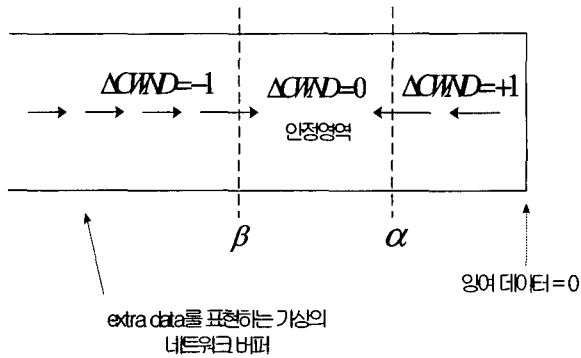 ΔCWND=-1
ΔCWND=0
ΔCWND=+1
안정영역
β
α
잉여 데이터 = 0
extra data를 표현하는 가상의
네트워크 버퍼